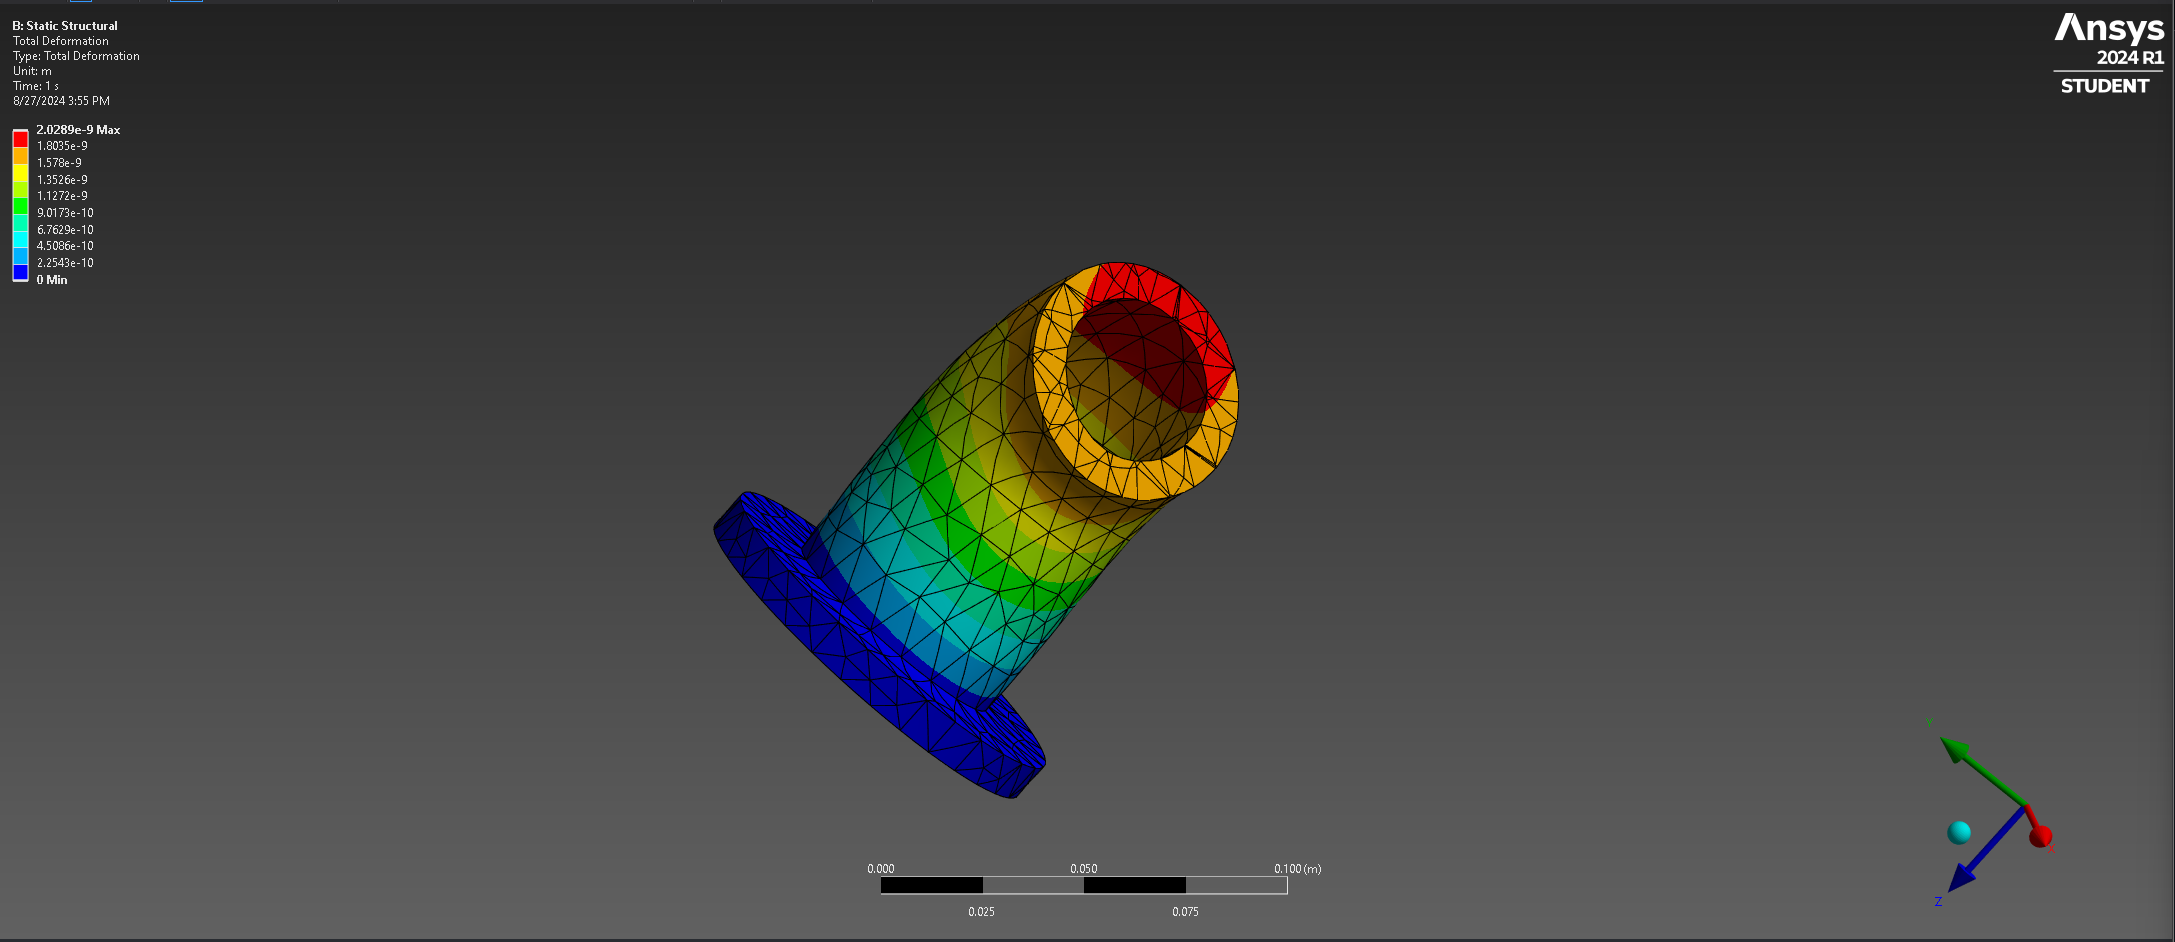 B: Static Structural
Total Deformation
Type: Total Deformation
Unit: m
Time: 1 s
8/27/2024 3:55 PM
2.0289e-9 Max
1.8035e-9
1.578e-9
1.3526e-9
1.1272e-9
9.0173e-10
6.7629e-10
4.5086e-10
2.2543e-10
0 Min
Ansys
2024 R1
STUDENT
0.000 0.050 0.100 (m)
0.025 0.075
Y
X
Z